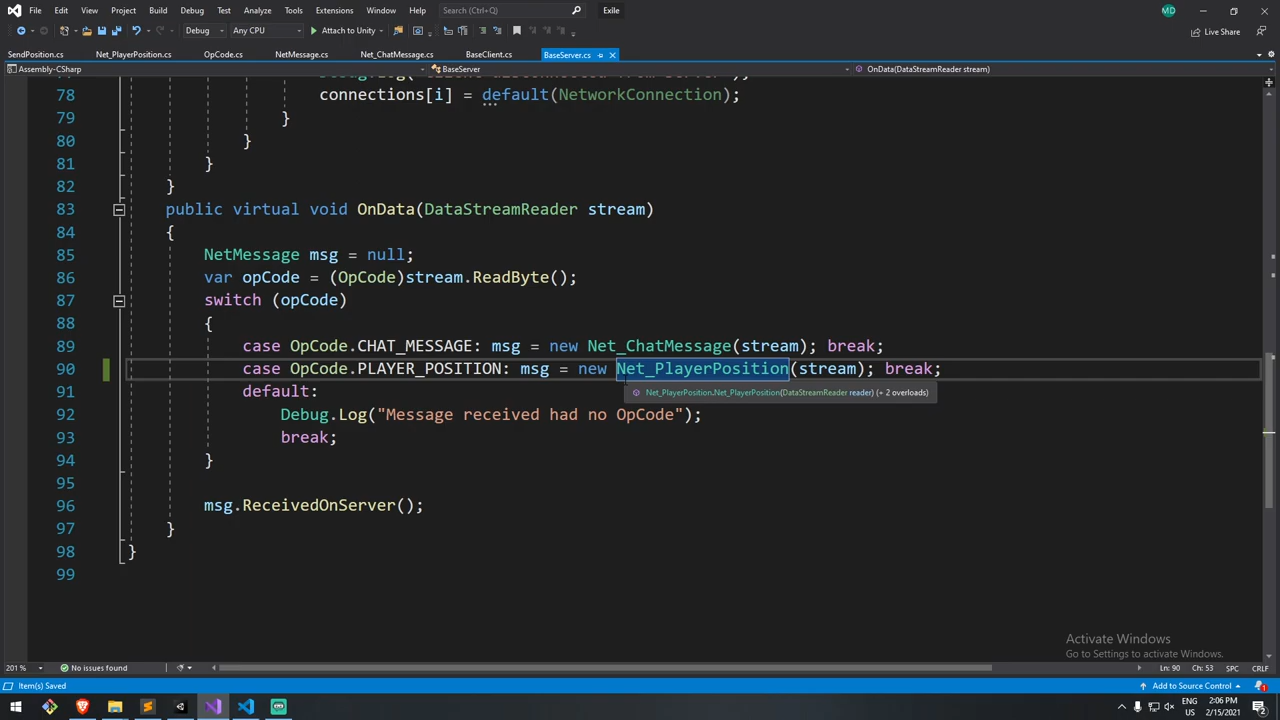 File Edit View Project Build Debug Test Analyze Tools Extensions Window Help Search (Ctrl+Q) Exile MD
Debug Any CPU Attach to Unity Live Share
SendPosition.cs Net_PlayerPosition.cs OpCode.cs NetMessage.cs Net_ChatMessage.cs BaseClient.cs BaseServer.cs
Assembly-CSharp BaseServer OnData(DataStreamReader stream)
78 connections[i] = default(NetworkConnection);
79 }
80 }
81 }
82 }
83 public virtual void OnData(DataStreamReader stream)
84 {
85 NetMessage msg = null;
86 var opCode = (OpCode)stream.ReadByte();
87 switch (opCode)
88 {
89 case OpCode.CHAT_MESSAGE: msg = new Net_ChatMessage(stream); break;
90 case OpCode.PLAYER_POSITION: msg = new Net_PlayerPosition(stream); break;
91 default:
Net_PlayerPosition.Net_PlayerPosition(DataStreamReader reader) (+ 2 overloads)
92 Debug.Log("Message received had no OpCode");
93 break;
94 }
95
96 msg.ReceivedOnServer();
97 }
98 }
99
Activate Windows
Go to Settings to activate Windows.
201 % No issues found Ln: 90 Ch: 53 SPC CRLF
Item(s) Saved Add to Source Control 1
ENG
US
2:06 PM
2/15/2021
2